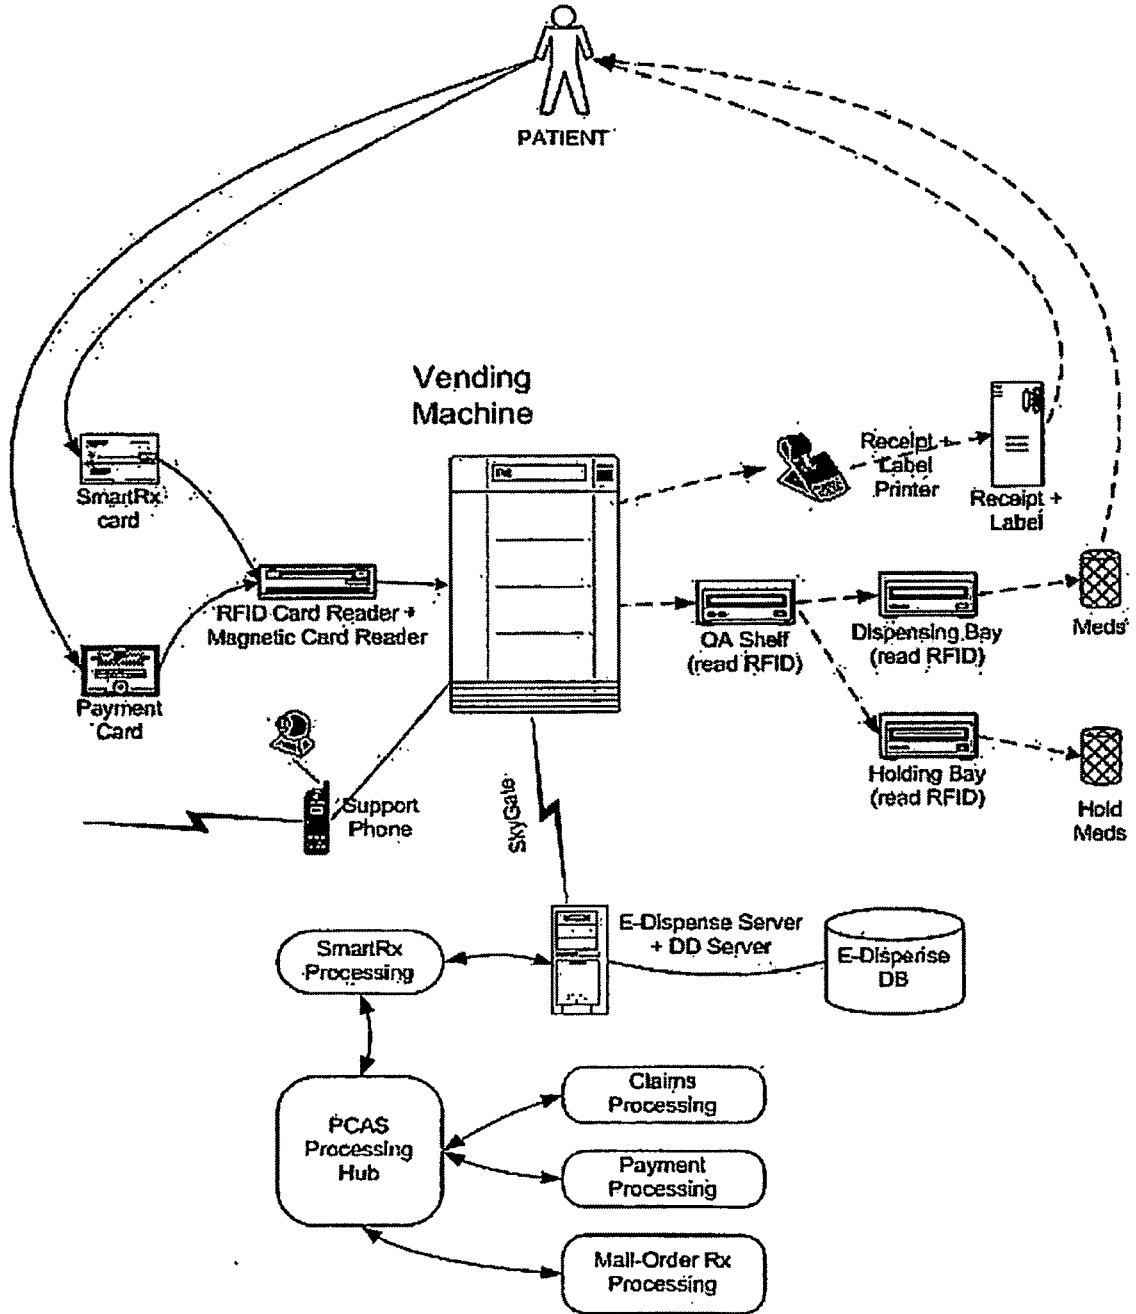 PATIENT
Vending
Machine
SmartRx
card
Receipt +
Label
Printer
Receipt +
Label
RFID Card Reader +
Magnetic Card Reader
QA Shelf
(read RFID)
Dispensing Bay
(read RFID)
Meds
Payment
Card
Holding Bay
(read RFID)
Hold
Meds
Support
Phone
SkyGate
E-Dispense Server
+ DD Server
E-Dispense
DB
SmartRx
Processing
PCAS
Processing
Hub
Claims
Processing
Payment
Processing
Mail-Order Rx
Processing